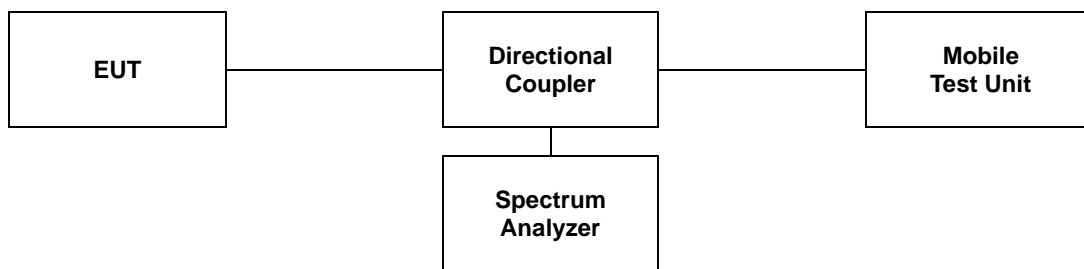 EUT
Directional
Coupler
Mobile
Test Unit
Spectrum
Analyzer